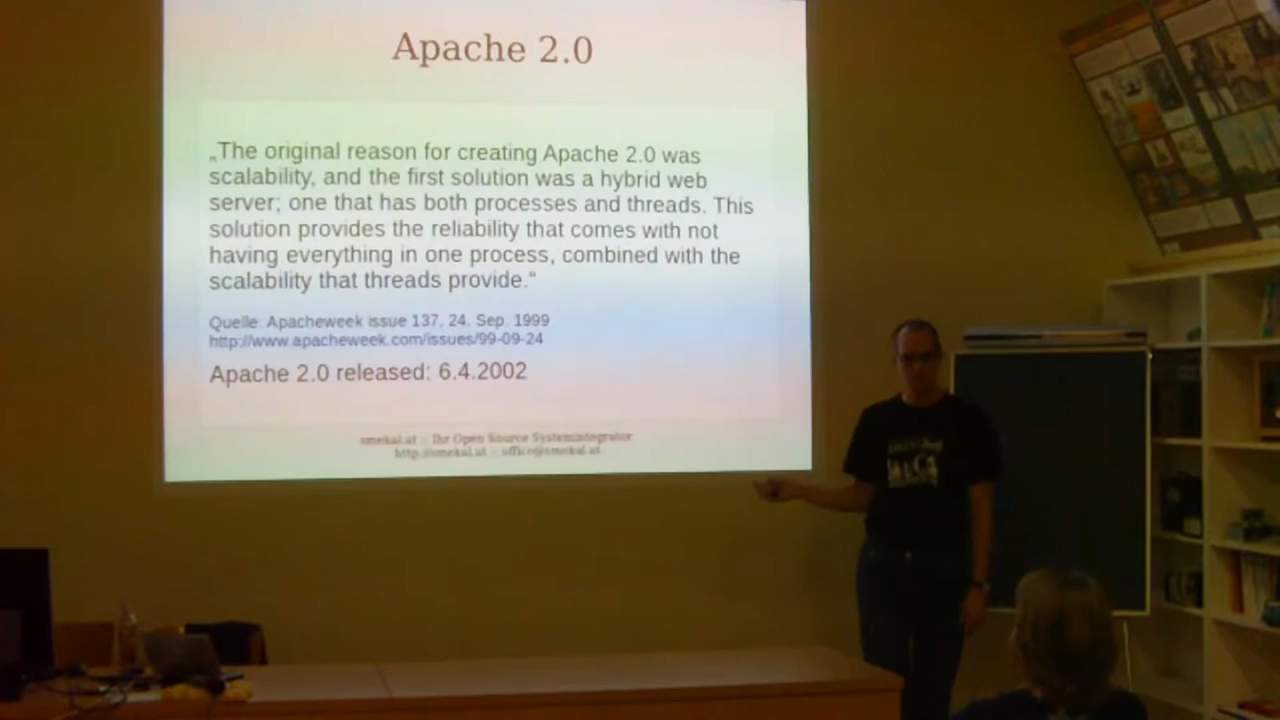 Apache 2.0
„The original reason for creating Apache 2.0 was
scalability, and the first solution was a hybrid web
server; one that has both processes and threads. This
solution provides the reliability that comes with not
having everything in one process, combined with the
scalability that threads provide.“
Quelle: Apacheweek issue 137, 24. Sep. 1999
http://www.apacheweek.com/issues/99-09-24
Apache 2.0 released: 6.4.2002
smekal.at :: Ihr Open Source Systemintegrator
http://smekal.at :: office@smekal.at